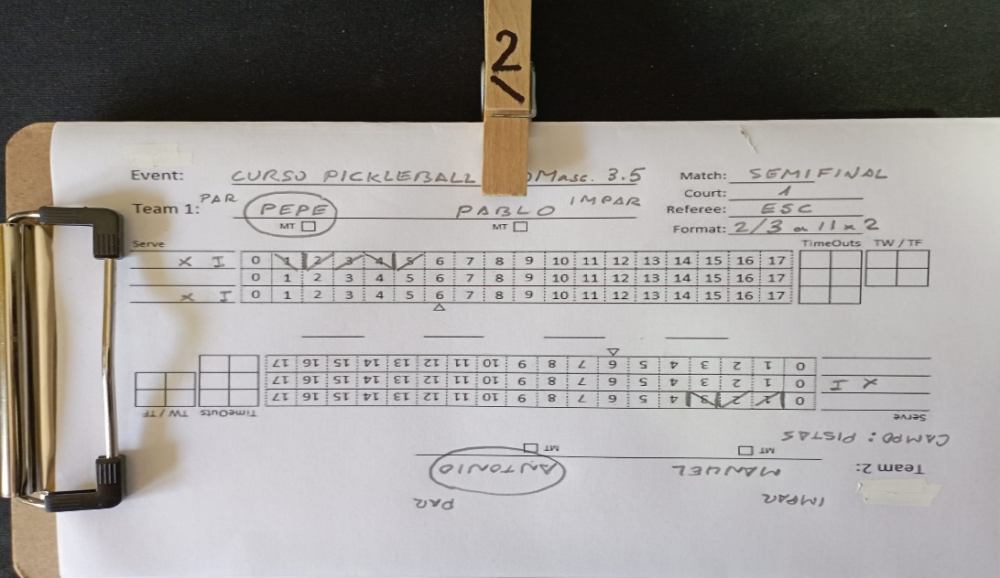 2
Event: CURSO PICKLEBALL DMasc. 3.5
Match: SEMIFINAL
Court: 1
Team 1: PAR PEPE PABLO IMPAR
Referee: ESC
MT MT
Format: 2/3 a 11 x 2
Serve TimeOuts TW / TF
X I 0 1 2 3 4 5 6 7 8 9 10 11 12 13 14 15 16 17
0 1 2 3 4 5 6 7 8 9 10 11 12 13 14 15 16 17
X I 0 1 2 3 4 5 6 7 8 9 10 11 12 13 14 15 16 17
IMPAR PAR
Team 2: MANUEL ANTONIO
MT MT
CAMPO: PISTAS
Serve TimeOuts TW / TF
0 1 2 3 4 5 6 7 8 9 10 11 12 13 14 15 16 17
X I 0 1 2 3 4 5 6 7 8 9 10 11 12 13 14 15 16 17
0 1 2 3 4 5 6 7 8 9 10 11 12 13 14 15 16 17